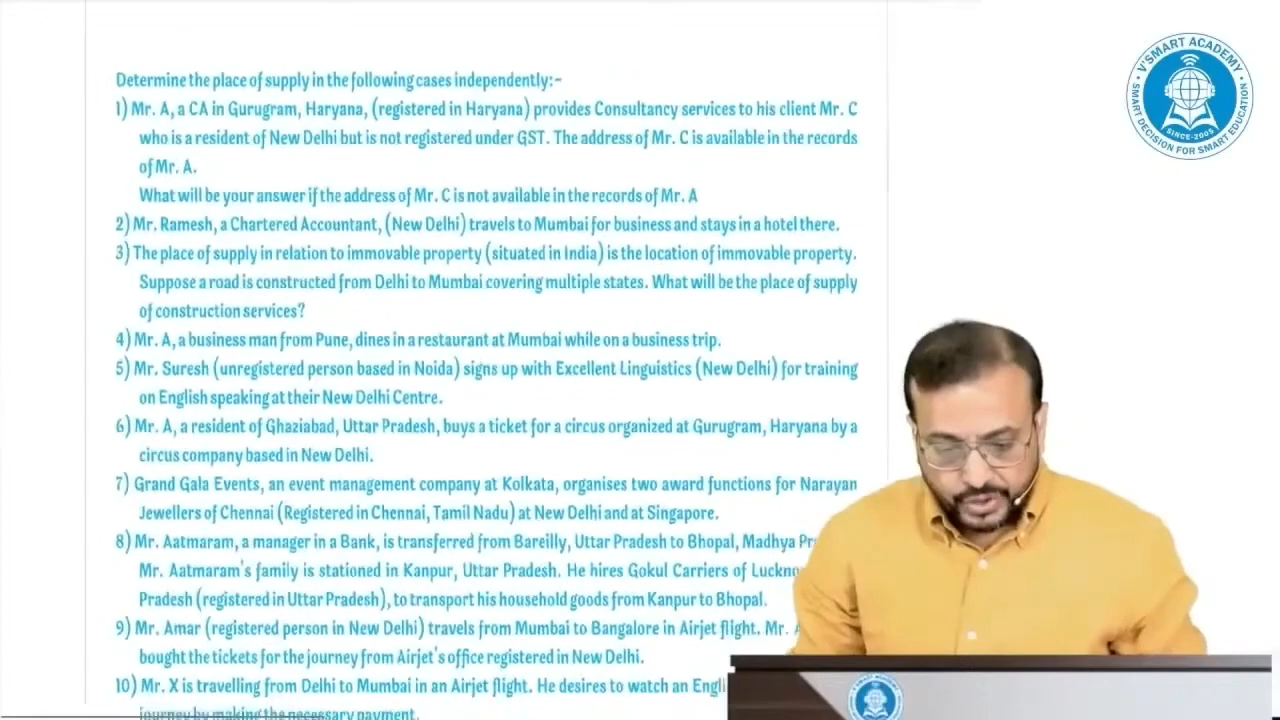 V'SMART ACADEMY
SMART DECISION FOR SMART EDUCATION
SINCE-2005
Determine the place of supply in the following cases independently:-
1) Mr. A, a CA in Gurugram, Haryana, (registered in Haryana) provides Consultancy services to his client Mr. C
who is a resident of New Delhi but is not registered under GST. The address of Mr. C is available in the records
of Mr. A.
What will be your answer if the address of Mr. C is not available in the records of Mr. A
2) Mr. Ramesh, a Chartered Accountant, (New Delhi) travels to Mumbai for business and stays in a hotel there.
3) The place of supply in relation to immovable property (situated in India) is the location of immovable property.
Suppose a road is constructed from Delhi to Mumbai covering multiple states. What will be the place of supply
of construction services?
4) Mr. A, a business man from Pune, dines in a restaurant at Mumbai while on a business trip.
5) Mr. Suresh (unregistered person based in Noida) signs up with Excellent Linguistics (New Delhi) for training
on English speaking at their New Delhi Centre.
6) Mr. A, a resident of Ghaziabad, Uttar Pradesh, buys a ticket for a circus organized at Gurugram, Haryana by a
circus company based in New Delhi.
7) Grand Gala Events, an event management company at Kolkata, organises two award functions for Narayan
Jewellers of Chennai (Registered in Chennai, Tamil Nadu) at New Delhi and at Singapore.
8) Mr. Aatmaram, a manager in a Bank, is transferred from Bareilly, Uttar Pradesh to Bhopal, Madhya Pr
Mr. Aatmaram's family is stationed in Kanpur, Uttar Pradesh. He hires Gokul Carriers of Luckno
Pradesh (registered in Uttar Pradesh), to transport his household goods from Kanpur to Bhopal.
9) Mr. Amar (registered person in New Delhi) travels from Mumbai to Bangalore in Airjet flight. Mr.
bought the tickets for the journey from Airjet's office registered in New Delhi.
10) Mr. X is travelling from Delhi to Mumbai in an Airjet flight. He desires to watch an Engli
journey by making the necessary payment.